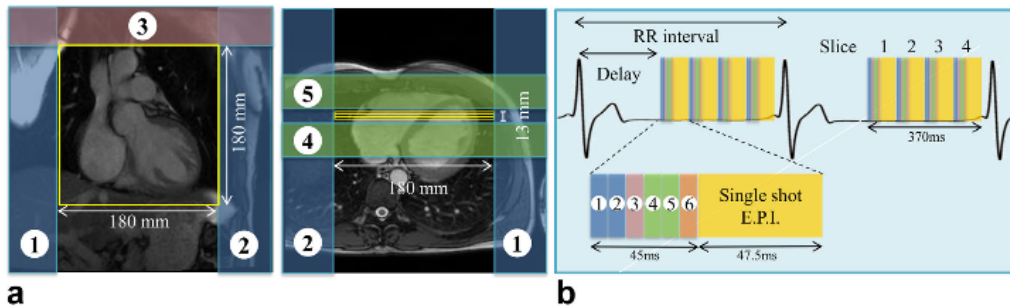 3
180 mm
180 mm
1
2
a
5
4
13 mm
180 mm
2
1
b
RR interval
Delay
Slice 1 2 3 4
370ms
1 2 3 4 5 6
Single shot
E.P.I.
45ms
47.5ms